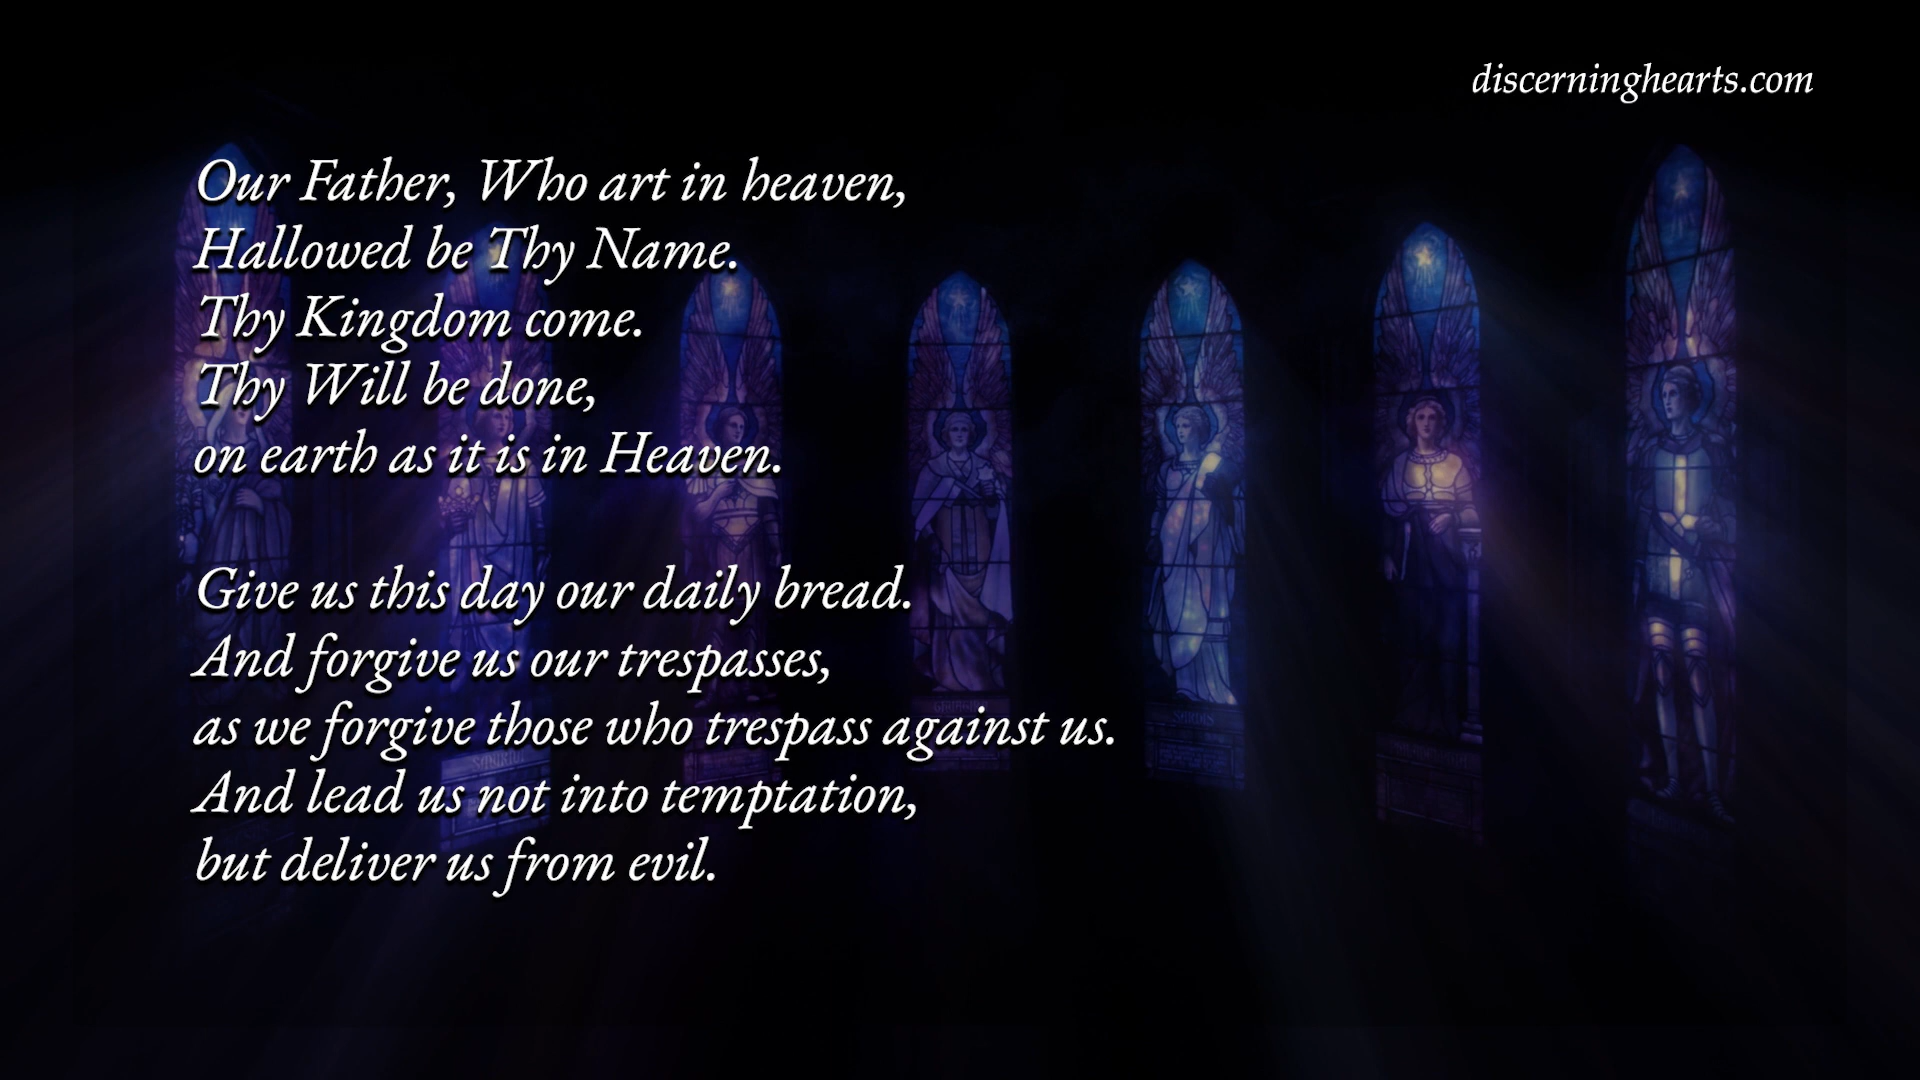 discerninghearts.com
Our Father, Who art in heaven,
Hallowed be Thy Name.
Thy Kingdom come.
Thy Will be done,
on earth as it is in Heaven.
Give us this day our daily bread.
And forgive us our trespasses,
as we forgive those who trespass against us.
And lead us not into temptation,
but deliver us from evil.
SARDIS